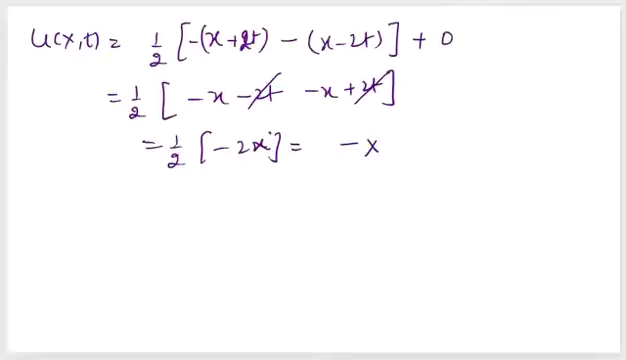 U(x,t) = 1/2 [-(x+2t) - (x-2t)] + 0
= 1/2 [ -x -2t -x +2t ]
= 1/2 [-2x] = -x